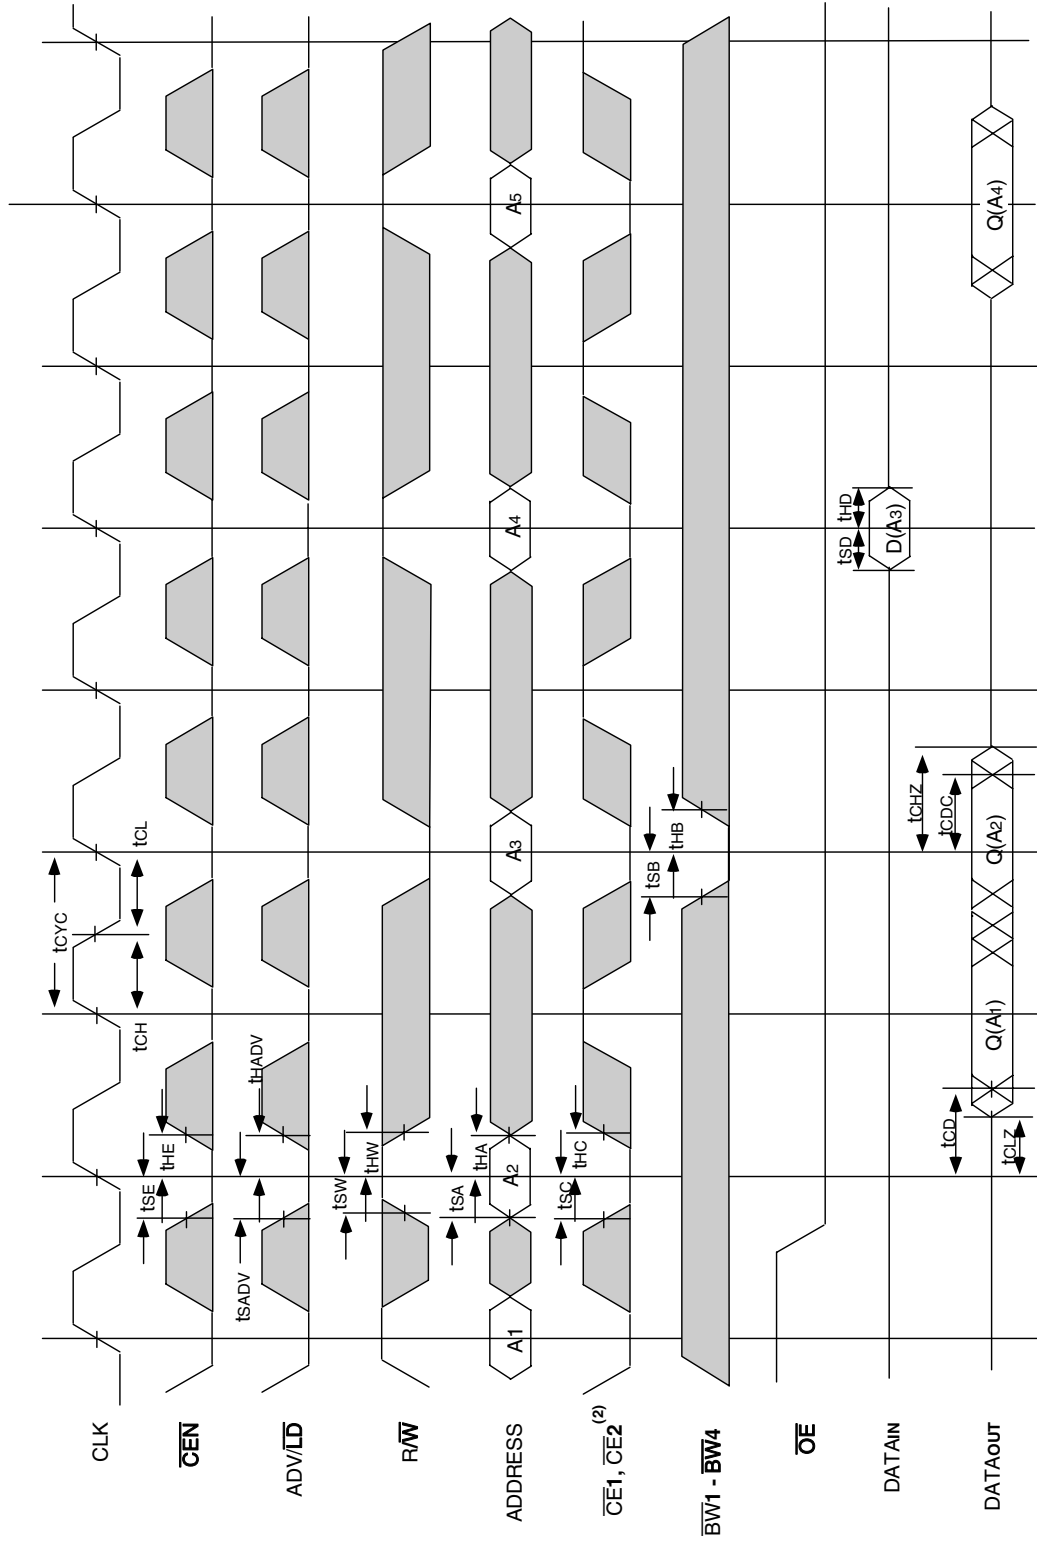 CLK
tCYC
tCH
tCL
CEN
tSE
tHE
ADV/LD
tSADV
tHADV
R/W
tSW
tHW
ADDRESS
A1
A2
A3
A4
A5
tSA
tHA
CE1, CE2(2)
tSC
tHC
BW1 - BW4
tSB
tHB
OE
DATAIN
tSD
tHD
D(A3)
DATAOUT
tCD
tCLZ
tCHZ
tCDC
Q(A1)
Q(A2)
Q(A4)